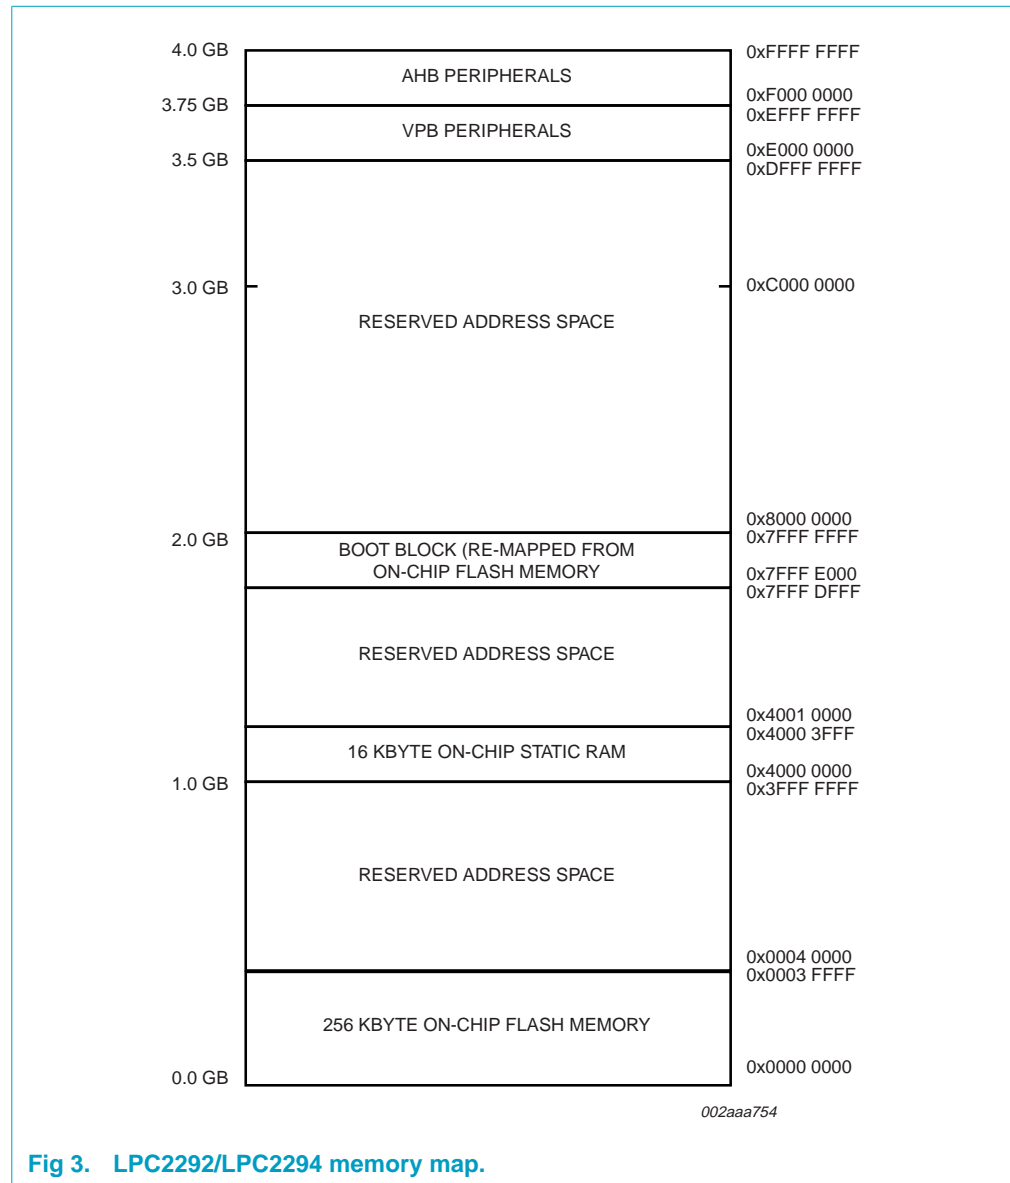 4.0 GB
0xFFFF FFFF
AHB PERIPHERALS
0xF000 0000
3.75 GB
0xEFFF FFFF
VPB PERIPHERALS
0xE000 0000
3.5 GB
0xDFFF FFFF
3.0 GB
0xC000 0000
RESERVED ADDRESS SPACE
0x8000 0000
2.0 GB
0x7FFF FFFF
BOOT BLOCK (RE-MAPPED FROM
ON-CHIP FLASH MEMORY
0x7FFF E000
0x7FFF DFFF
RESERVED ADDRESS SPACE
0x4001 0000
0x4000 3FFF
16 KBYTE ON-CHIP STATIC RAM
0x4000 0000
1.0 GB
0x3FFF FFFF
RESERVED ADDRESS SPACE
0x0004 0000
0x0003 FFFF
256 KBYTE ON-CHIP FLASH MEMORY
0x0000 0000
0.0 GB
002aaa754
Fig 3. LPC2292/LPC2294 memory map.